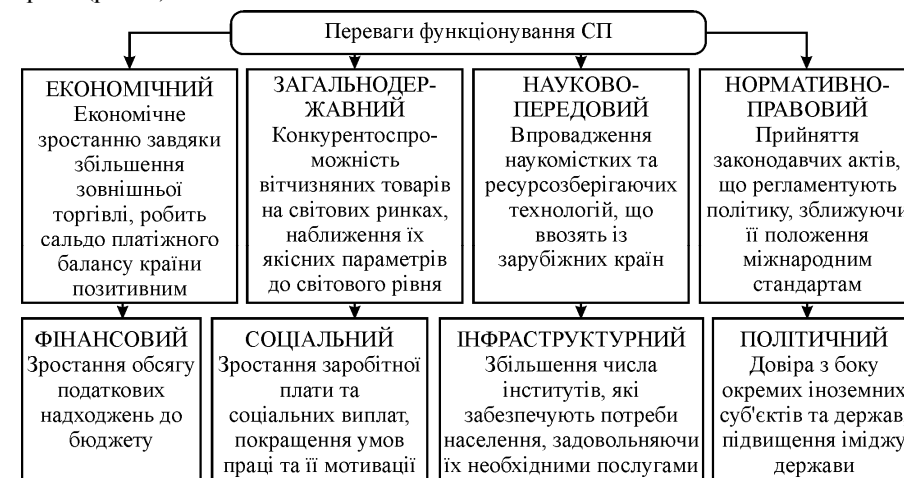 Переваги функціонування СП
ЕКОНОМІЧНИЙ
Економічне
зростанню завдяки
збільшення
зовнішньої
торгівлі, робить
сальдо платіжного
балансу країни
позитивним
ЗАГАЛЬНОДЕР-
ЖАВНИЙ
Конкурентоспро-
можність
вітчизняних товарів
на світових ринках,
наближення їх
якісних параметрів
до світового рівня
НАУКОВО-
ПЕРЕДОВИЙ
Впровадження
наукомістких та
ресурсозберігаючих
технологій, що
ввозять із
зарубіжних країн
НОРМАТИВНО-
ПРАВОВИЙ
Прийняття
законодавчих актів,
що регламентують
політику, зближуючи
її положення
міжнародним
стандартам
ФІНАНСОВИЙ
Зростання обсягу
податкових
надходжень до
бюджету
СОЦІАЛЬНИЙ
Зростання заробітної
плати та
соціальних виплат,
покращення умов
праці та її мотивації
ІНФРАСТРУКТУРНИЙ
Збільшення числа
інститутів, які
забезпечують потреби
населення, задовольняючи
їх необхідними послугами
ПОЛІТИЧНИЙ
Довіра з боку
окремих іноземних
суб'єктів та держав
підвищення іміджу
держави